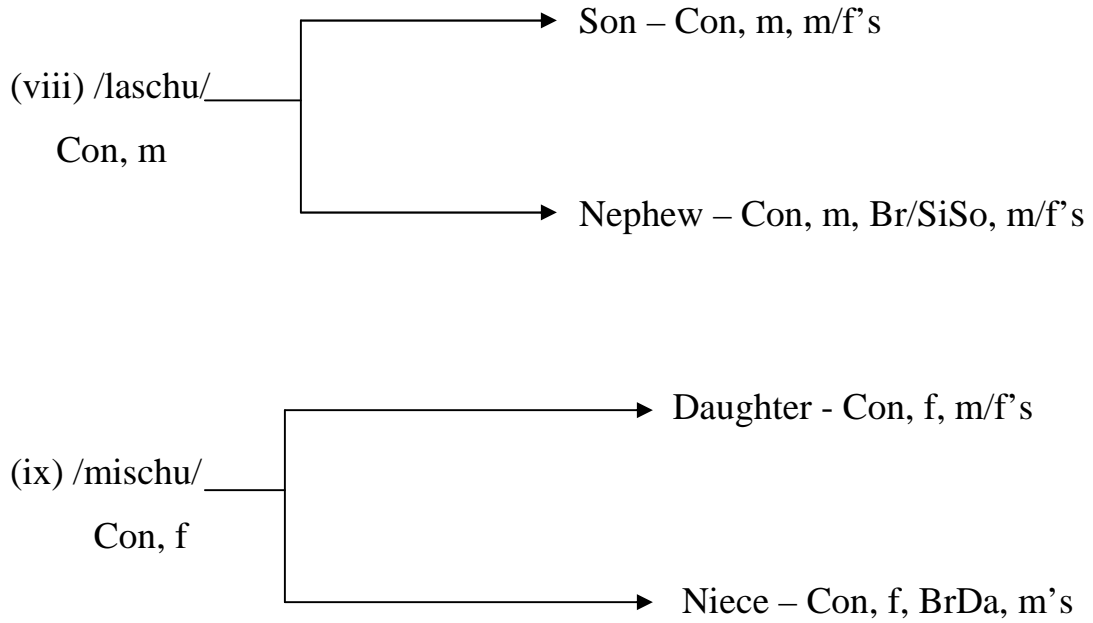 Son – Con, m, m/f’s
(viii) /laschu/
Con, m
Nephew – Con, m, Br/SiSo, m/f’s
Daughter - Con, f, m/f’s
(ix) /mischu/
Con, f
Niece – Con, f, BrDa, m’s